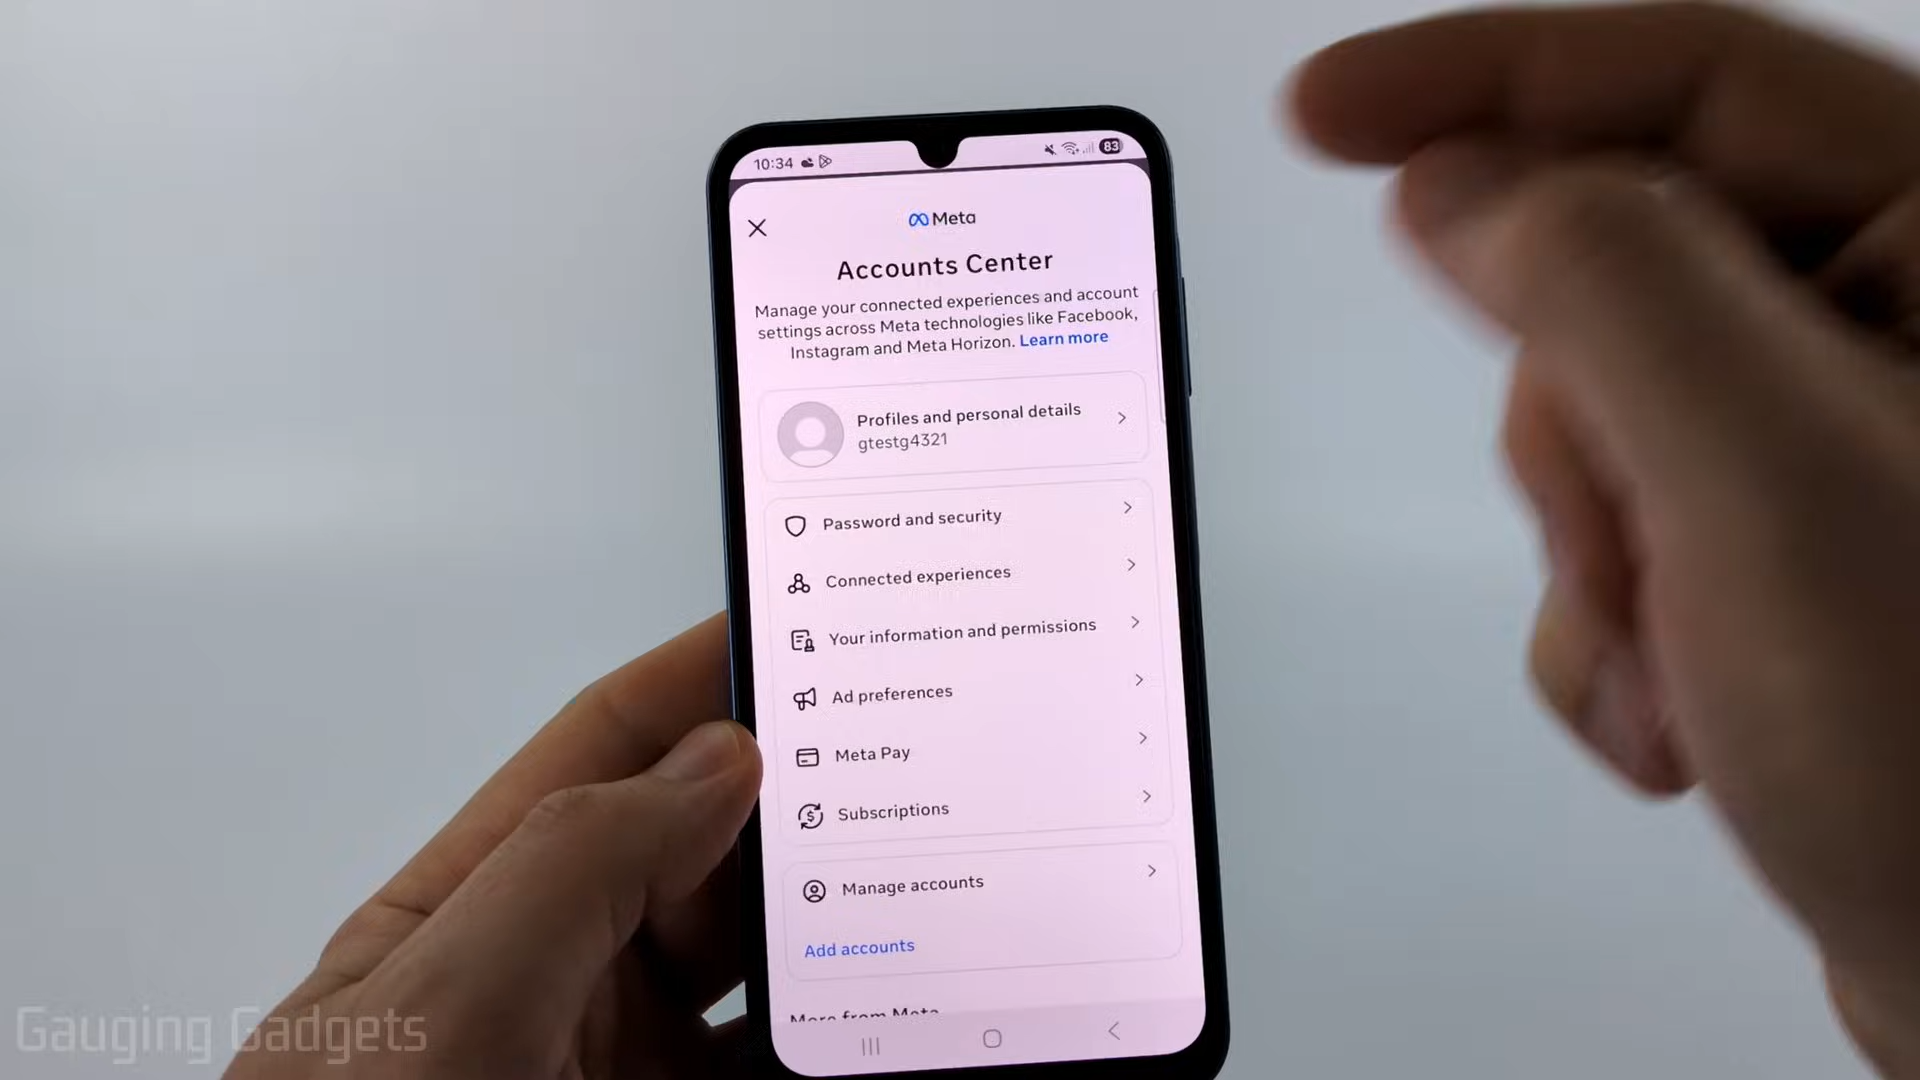 10:34
83
Meta
Accounts Center
Manage your connected experiences and account
settings across Meta technologies like Facebook,
Instagram and Meta Horizon. Learn more
Profiles and personal details
gtestg4321
Password and security
Connected experiences
Your information and permissions
Ad preferences
Meta Pay
Subscriptions
Manage accounts
Add accounts
More from Meta
Gauging Gadgets